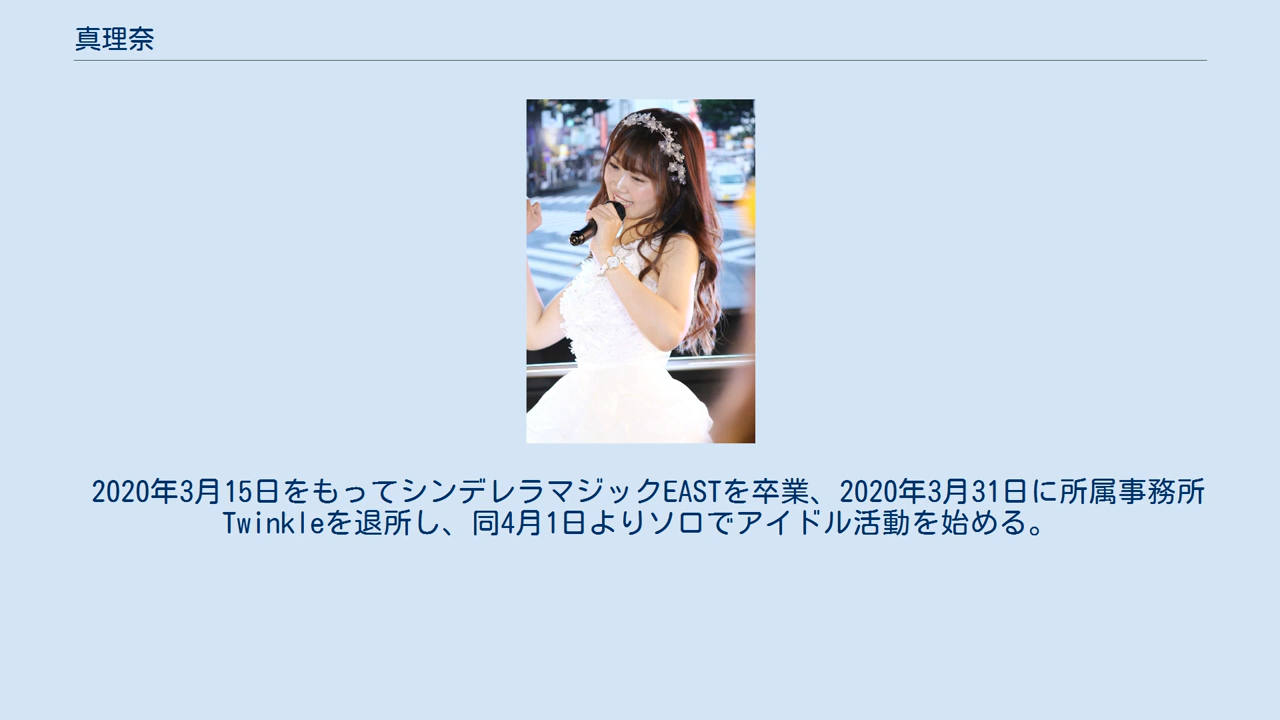 真理奈
2020年3月15日をもってシンデレラマジックEASTを卒業、2020年3月31日に所属事務所
Twinkleを退所し、同4月1日よりソロでアイドル活動を始める。